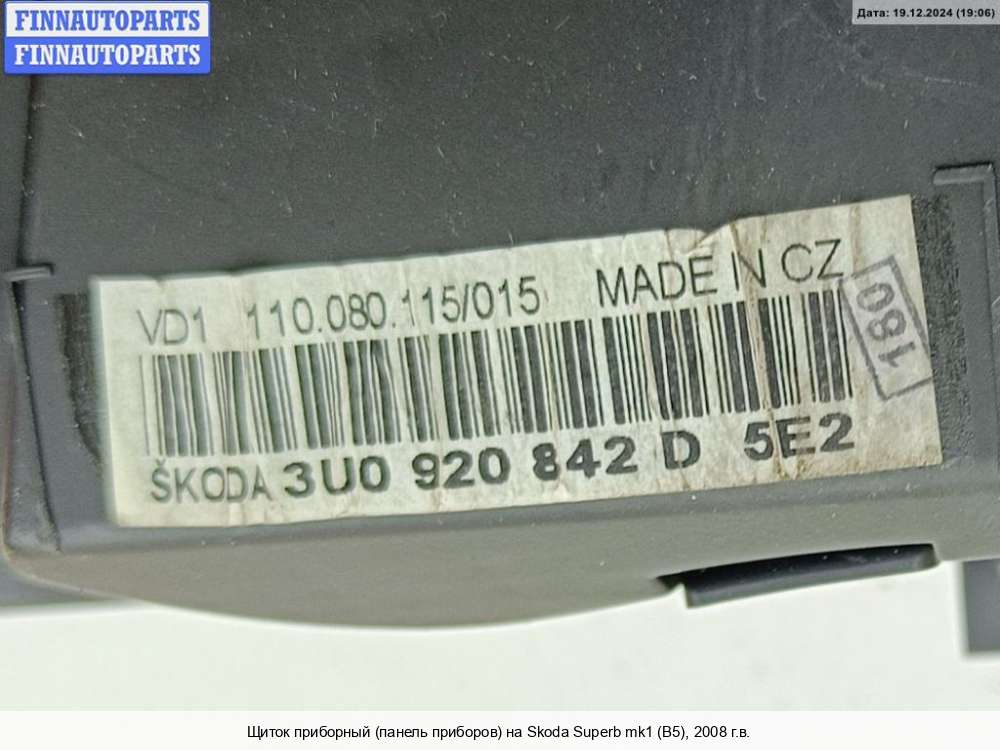 FINNAUTOPARTS
FINNAUTOPARTS
Дата: 19.12.2024 (19:06)
VD1 110.080.115/015 MADE IN CZ
180
ŠKODA 3U0 920 842 D 5E2
Щиток приборный (панель приборов) на Skoda Superb mk1 (B5), 2008 г.в.